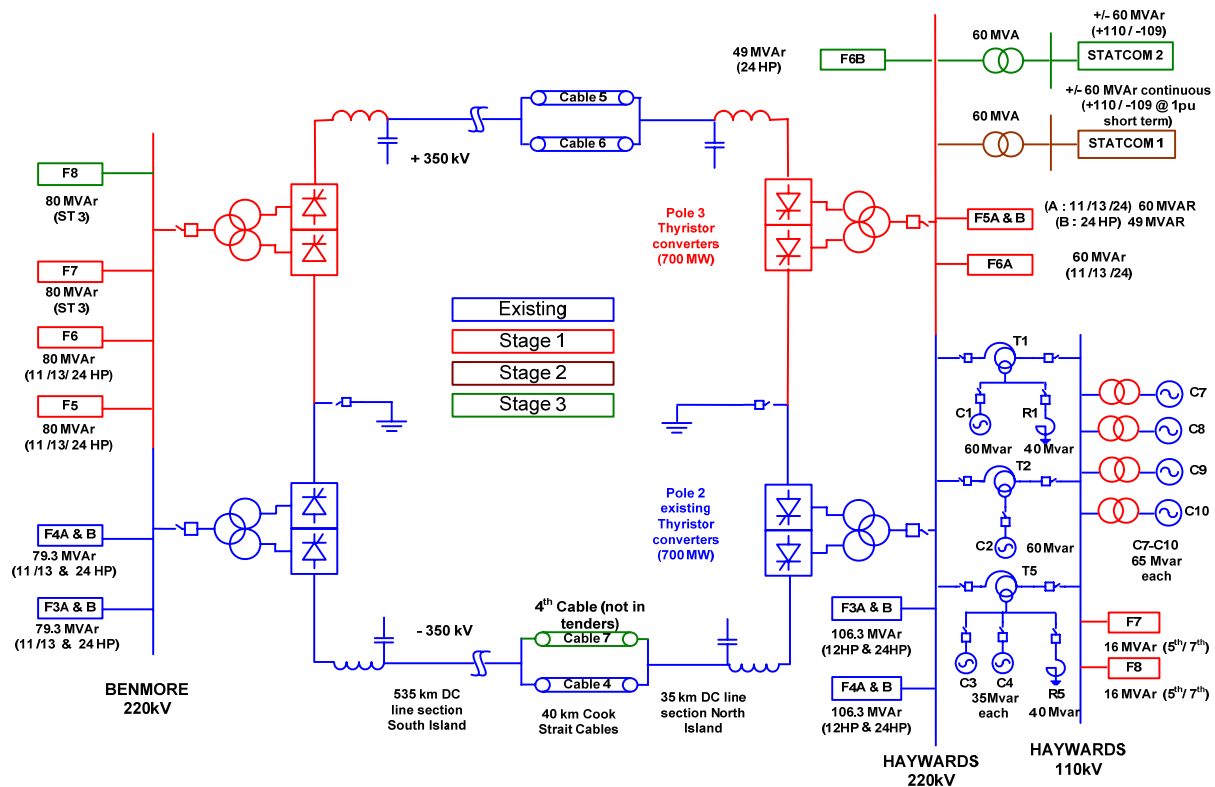 +/- 60 MVAr
(+110 / -109)
60 MVA
STATCOM 2
49 MVAr
(24 HP)
F6B
+/- 60 MVAr continuous
(+110 / -109 @ 1pu
short term)
60 MVA
STATCOM 1
Cable 5
Cable 6
+ 350 kV
F8
80 MVAr
(ST 3)
F7
80 MVAr
(ST 3)
F6
80 MVAr
(11 /13/ 24 HP)
F5
80 MVAr
(11 /13/ 24 HP)
F4A & B
79.3 MVAr
(11 /13 & 24 HP)
F3A & B
79.3 MVAr
(11 /13 & 24 HP)
BENMORE
220kV
Existing
Stage 1
Stage 2
Stage 3
Pole 3
Thyristor
converters
(700 MW)
Pole 2
existing
Thyristor
converters
(700 MW)
F5A & B
(A : 11 /13/24) 60 MVAR
(B : 24 HP) 49 MVAR
F6A
60 MVAr
(11 /13 /24)
T1
C1
60 Mvar
R1
40 Mvar
T2
C2
60 Mvar
T5
C3
C4
35Mvar
each
R5
40 Mvar
C7
C8
C9
C10
C7-C10
65 Mvar
each
F7
16 MVAr (5th/ 7th)
F8
16 MVAr (5th/ 7th)
F3A & B
106.3 MVAr
(12HP & 24HP)
F4A & B
106.3 MVAr
(12HP & 24HP)
4th Cable (not in
tenders)
Cable 7
Cable 4
- 350 kV
535 km DC
line section
South Island
40 km Cook
Strait Cables
35 km DC line
section North
Island
HAYWARDS
220kV
HAYWARDS
110kV